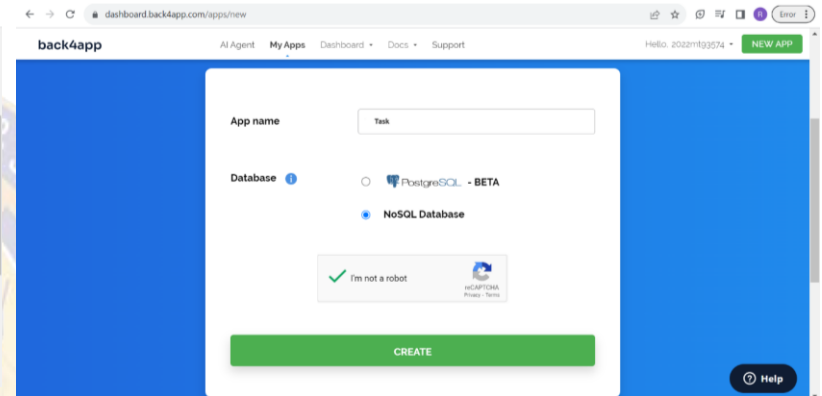 dashboard.back4app.com/apps/new
R
Error
back4app
AI Agent
My Apps
Dashboard
Docs
Support
Hello, 2022mt93574
NEW APP
App name
Task
Database
i
PostgreSQL - BETA
NoSQL Database
I'm not a robot
reCAPTCHA
Privacy - Terms
CREATE
? Help